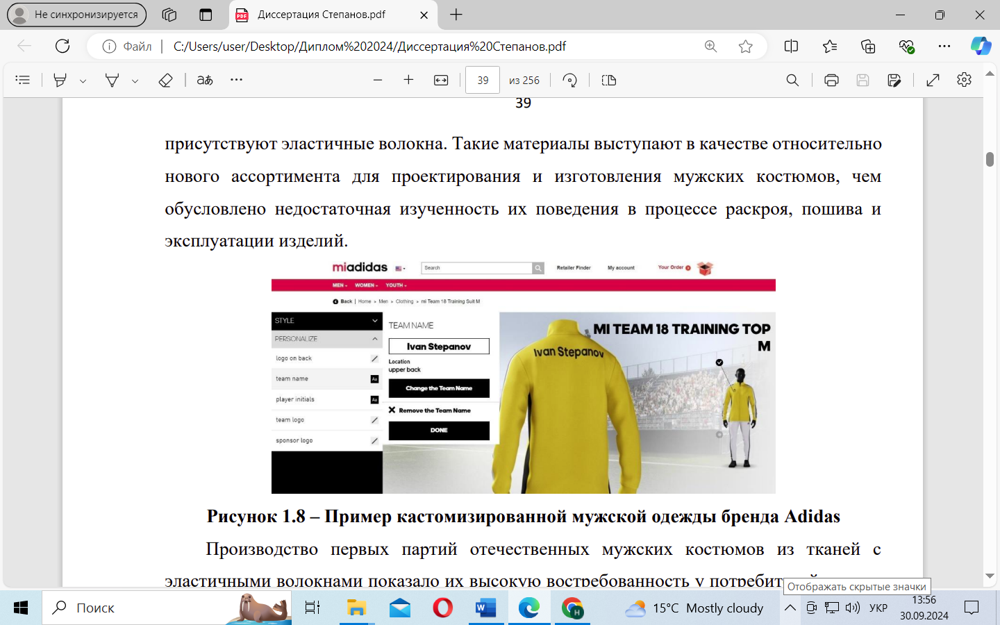 Не синхронизируется
Диссертация Степанов.pdf
Файл
C:/Users/user/Desktop/Диплом%202024/Диссертация%20Степанов.pdf
39 из 256
39
присутствуют эластичные волокна. Такие материалы выступают в качестве относительно
нового ассортимента для проектирования и изготовления мужских костюмов, чем
обусловлено недостаточная изученность их поведения в процессе раскроя, пошива и
эксплуатации изделий.
miadidas
Search
Retailer Finder
My account
Your Order
MEN
WOMEN
YOUTH
Back | Home » Men » Clothing » mi Team 18 Training Suit M
STYLE
PERSONALIZE
logo on back
team name
player initials
team logo
sponsor logo
TEAM NAME
Ivan Stepanov
Location
upper back
Change the Team Name
Remove the Team Name
DONE
MI TEAM 18 TRAINING TOP
M
Ivan Stepanov
Рисунок 1.8 – Пример кастомизированной мужской одежды бренда Adidas
Производство первых партий отечественных мужских костюмов из тканей с
эластичными волокнами показало их высокую востребованность у
Отображать скрытые значки
Поиск
15°C Mostly cloudy
УКР
13:56
30.09.2024